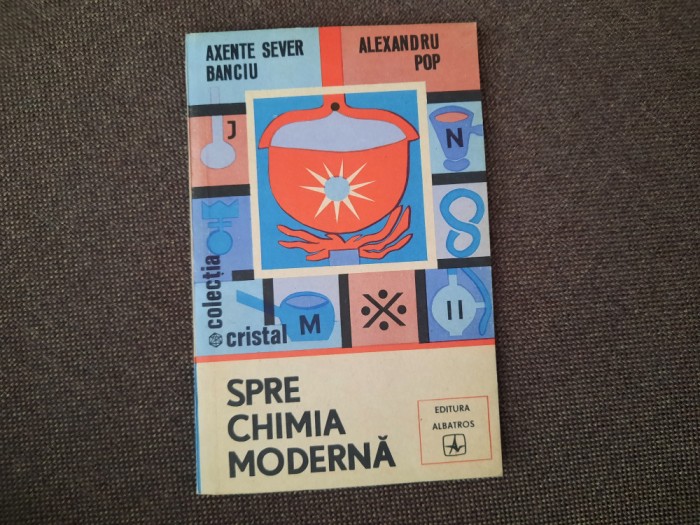 AXENTE SEVER
BANCIU
ALEXANDRU
POP
J
N
colecția
cristal
M
II
SPRE
CHIMIA
MODERNĂ
EDITURA
ALBATROS